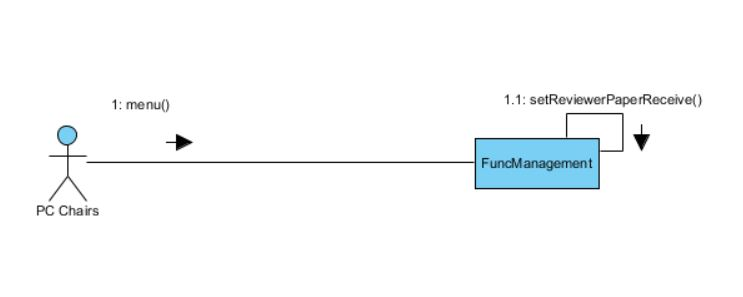 1.1: setReviewerPaperReceive()
1: menu()
FuncManagement
PC Chairs